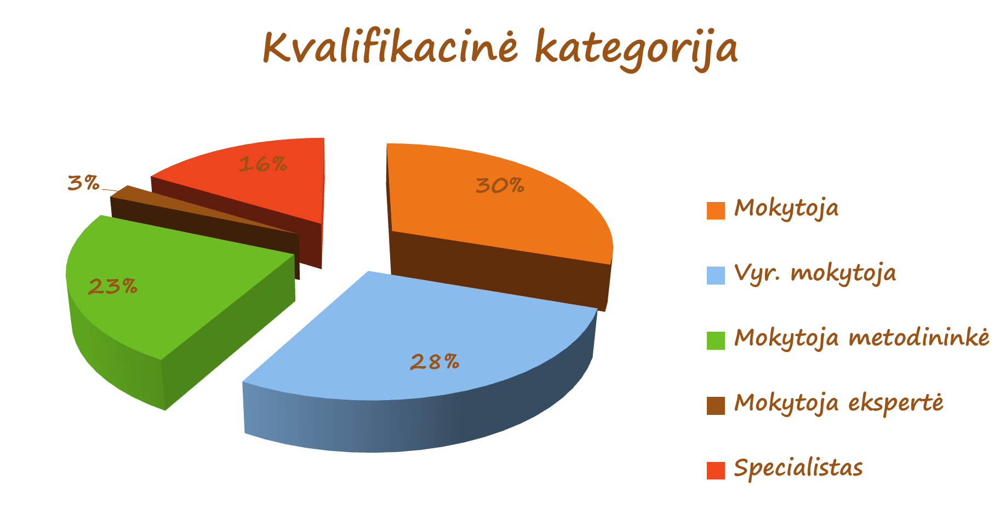 Kvalifikacinė kategorija
16%
30%
3%
23%
28%
Mokytoja
Vyr. mokytoja
Mokytoja metodininkė
Mokytoja ekspertė
Specialistas